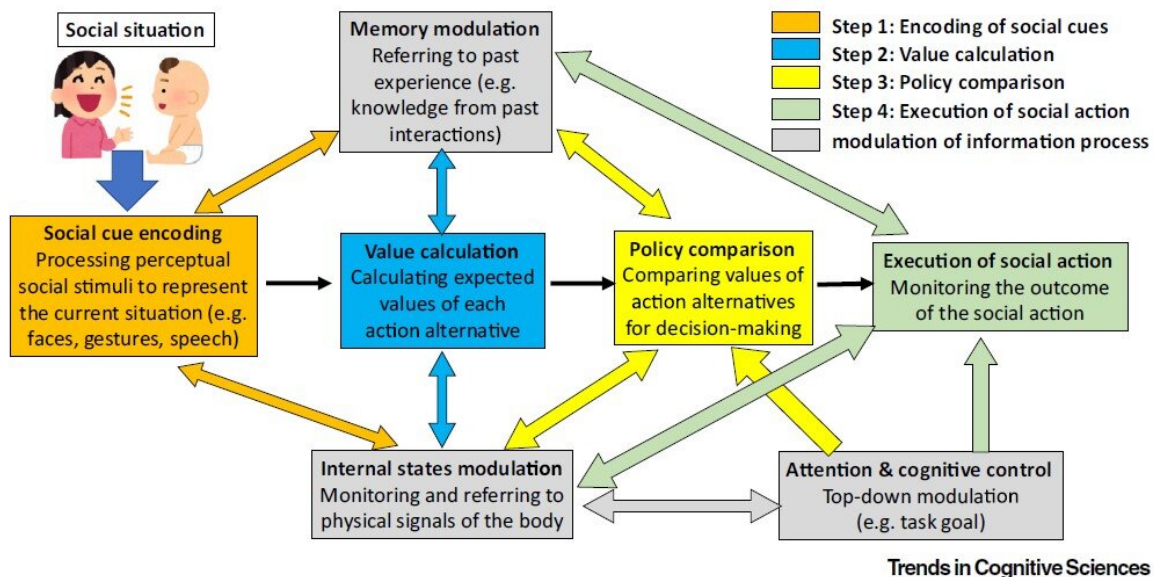 Social situation
Memory modulation
Referring to past
experience (e.g.
knowledge from past
interactions)
Step 1: Encoding of social cues
Step 2: Value calculation
Step 3: Policy comparison
Step 4: Execution of social action
modulation of information process
Social cue encoding
Processing perceptual
social stimuli to represent
the current situation (e.g.
faces, gestures, speech)
Value calculation
Calculating expected
values of each
action alternative
Policy comparison
Comparing values of
action alternatives
for decision-making
Execution of social action
Monitoring the outcome
of the social action
Internal states modulation
Monitoring and referring to
physical signals of the body
Attention & cognitive control
Top-down modulation
(e.g. task goal)
Trends in Cognitive Sciences